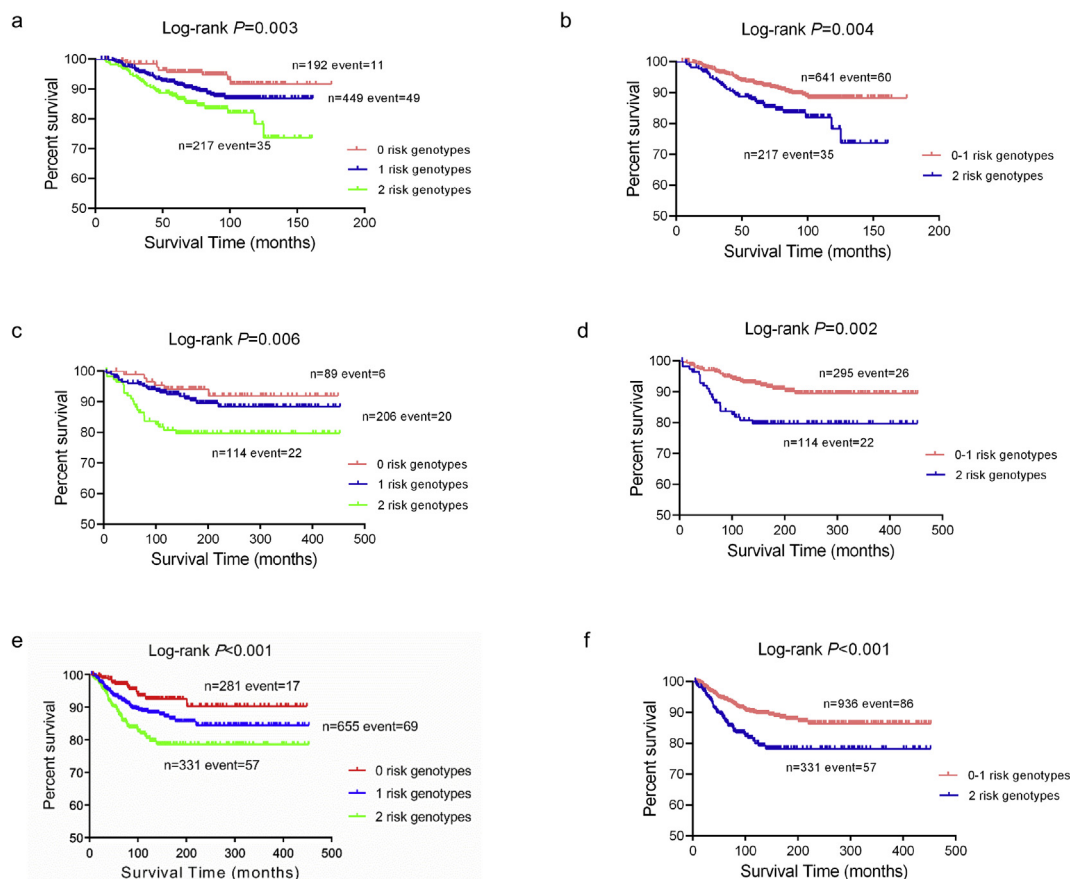 a
Log-rank P=0.003
Percent survival
100
90
80
70
60
50
n=192 event=11
n=449 event=49
n=217 event=35
0 risk genotypes
1 risk genotypes
2 risk genotypes
0 50 100 150 200
Survival Time (months)
b
Log-rank P=0.004
Percent survival
100
90
80
70
60
50
n=641 event=60
n=217 event=35
0-1 risk genotypes
2 risk genotypes
0 50 100 150 200
Survival Time (months)
c
Log-rank P=0.006
Percent survival
100
90
80
70
60
50
n=89 event=6
n=206 event=20
n=114 event=22
0 risk genotypes
1 risk genotypes
2 risk genotypes
0 100 200 300 400 500
Survival Time (months)
d
Log-rank P=0.002
Percent survival
100
90
80
70
60
50
n=295 event=26
n=114 event=22
0-1 risk genotypes
2 risk genotypes
0 100 200 300 400 500
Survival Time (months)
e
Log-rank P<0.001
Percent survival
100
90
80
70
60
50
n=281 event=17
n=655 event=69
n=331 event=57
0 risk genotypes
1 risk genotypes
2 risk genotypes
0 100 200 300 400 500
Survival Time (months)
f
Log-rank P<0.001
Percent survival
100
90
80
70
60
50
n=936 event=86
n=331 event=57
0-1 risk genotypes
2 risk genotypes
0 100 200 300 400 500
Survival Time (months)